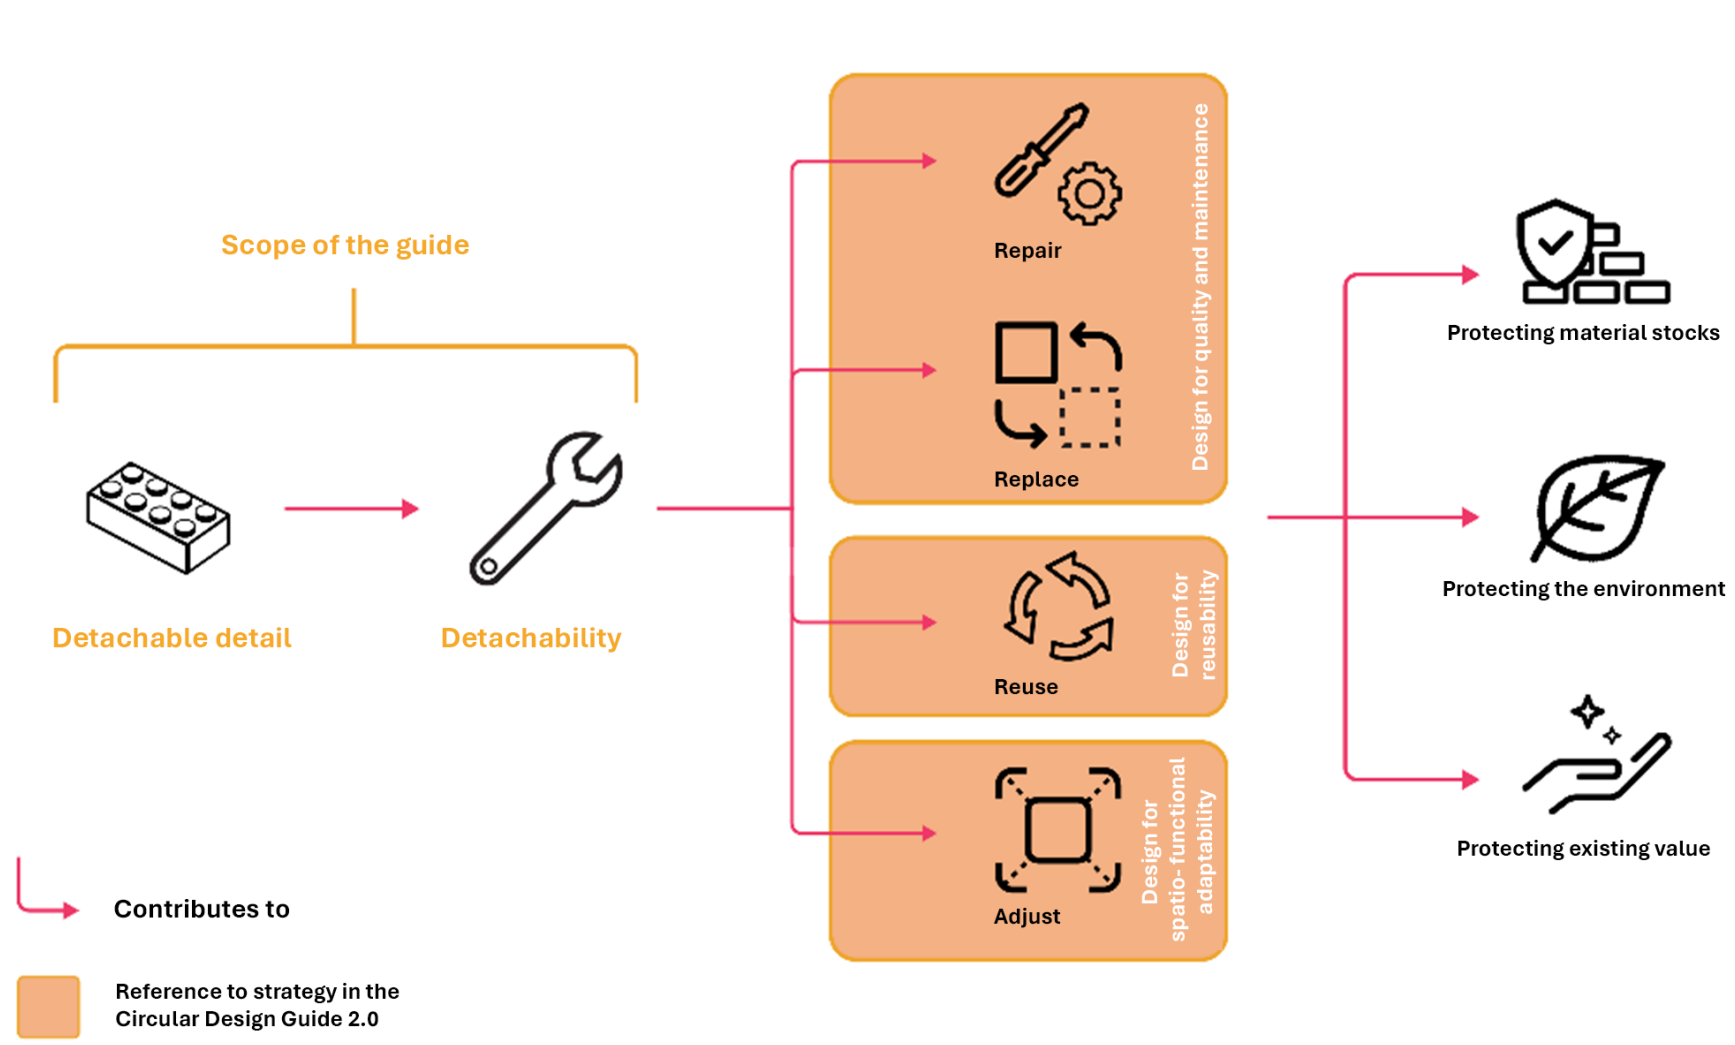 Scope of the guide
Detachable detail
Detachability
Repair
Replace
Design for quality and maintenance
Reuse
Design for
reusability
Adjust
Design for
spatio- functional
adaptability
Protecting material stocks
Protecting the environment
Protecting existing value
Contributes to
Reference to strategy in the
Circular Design Guide 2.0